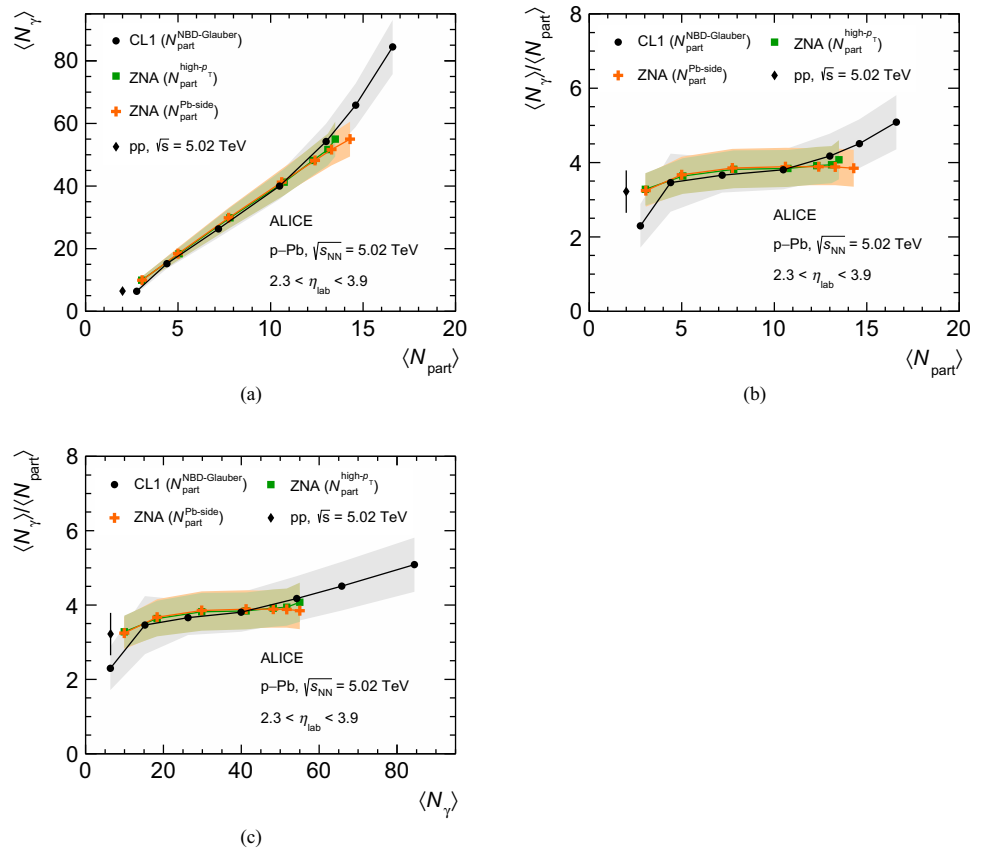 ⟨Nγ⟩
80
60
40
20
0
CL1 (N_part^NBD-Glauber)
ZNA (N_part^high-pT)
ZNA (N_part^Pb-side)
pp, √s = 5.02 TeV
ALICE
p–Pb, √sNN = 5.02 TeV
2.3 < ηlab < 3.9
0 5 10 15 20
⟨Npart⟩
(a)
⟨Nγ⟩/⟨Npart⟩
8
6
4
2
0
CL1 (N_part^NBD-Glauber) ZNA (N_part^high-pT)
ZNA (N_part^Pb-side) pp, √s = 5.02 TeV
ALICE
p–Pb, √sNN = 5.02 TeV
2.3 < ηlab < 3.9
0 5 10 15 20
⟨Npart⟩
(b)
⟨Nγ⟩/⟨Npart⟩
8
6
4
2
0
CL1 (N_part^NBD-Glauber) ZNA (N_part^high-pT)
ZNA (N_part^Pb-side) pp, √s = 5.02 TeV
ALICE
p–Pb, √sNN = 5.02 TeV
2.3 < ηlab < 3.9
0 20 40 60 80
⟨Nγ⟩
(c)